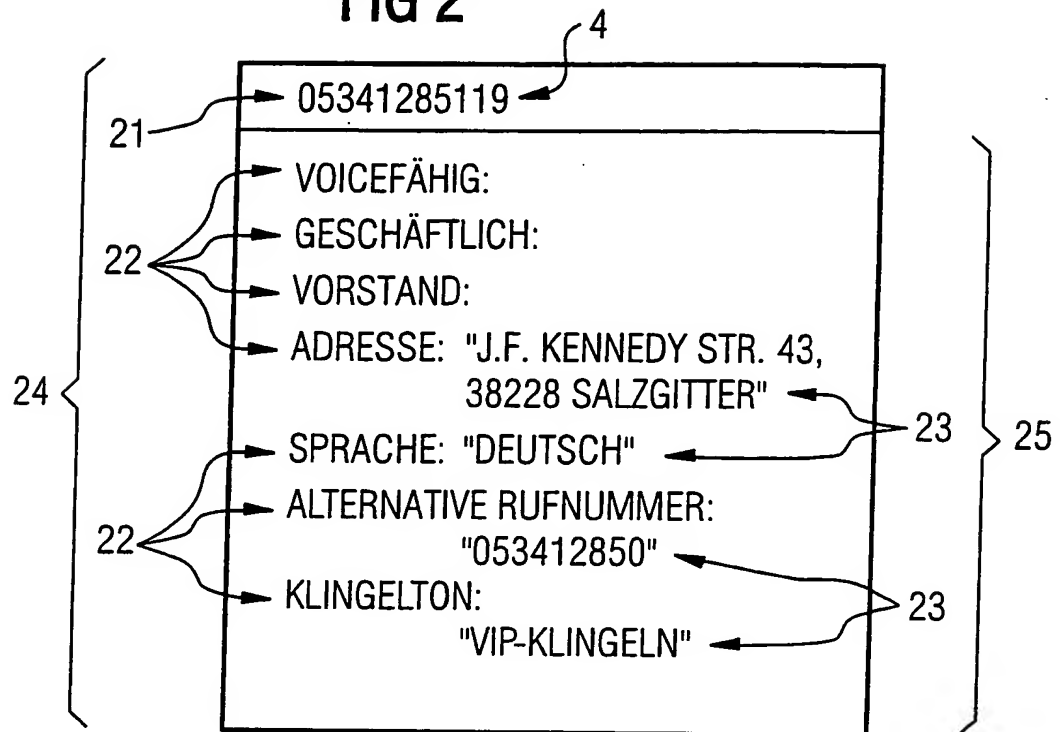 FIG 2
4
05341285119
21
VOICEFÄHIG:
GESCHÄFTLICH:
22
VORSTAND:
ADRESSE: "J.F. KENNEDY STR. 43,
24
38228 SALZGITTER"
23
25
SPRACHE: "DEUTSCH"
ALTERNATIVE RUFNUMMER:
22
"053412850"
KLINGELTON:
23
"VIP-KLINGELN"